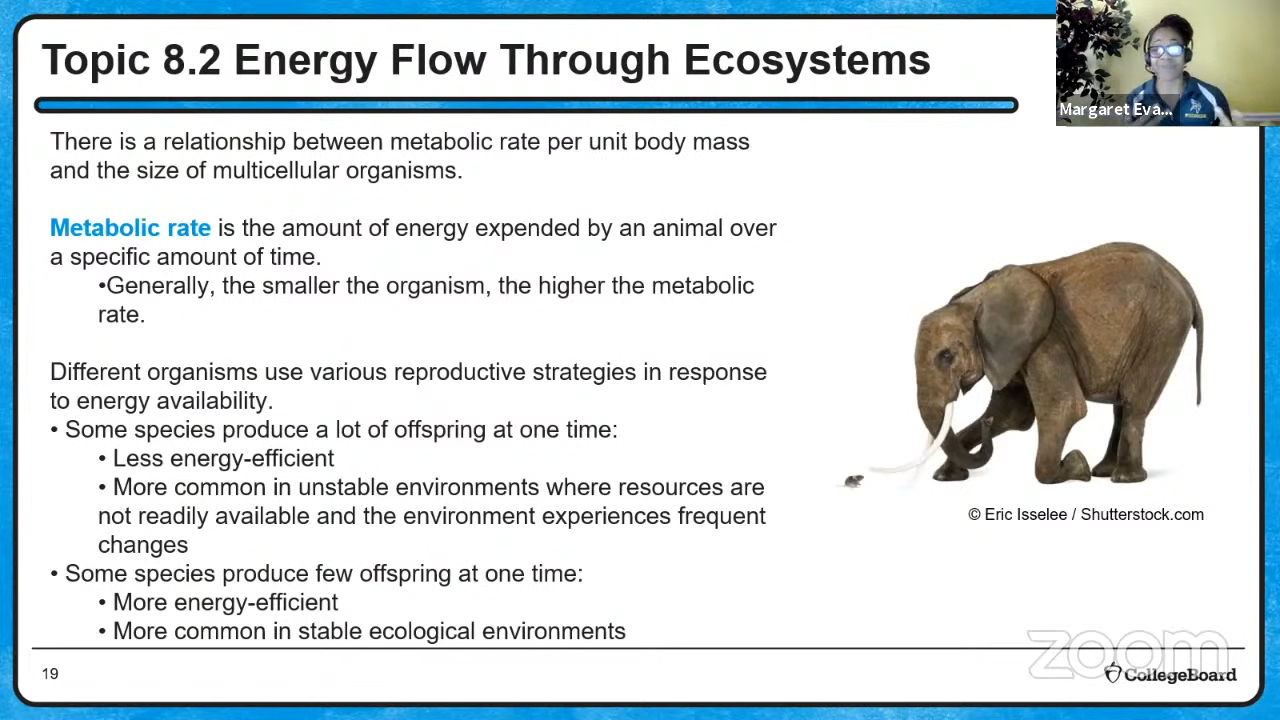 Topic 8.2 Energy Flow Through Ecosystems
Margaret Eva...
There is a relationship between metabolic rate per unit body mass
and the size of multicellular organisms.
Metabolic rate is the amount of energy expended by an animal over
a specific amount of time.
•Generally, the smaller the organism, the higher the metabolic
rate.
Different organisms use various reproductive strategies in response
to energy availability.
• Some species produce a lot of offspring at one time:
• Less energy-efficient
• More common in unstable environments where resources are
not readily available and the environment experiences frequent
changes
• Some species produce few offspring at one time:
• More energy-efficient
• More common in stable ecological environments
© Eric Isselee / Shutterstock.com
19
zoom
CollegeBoard